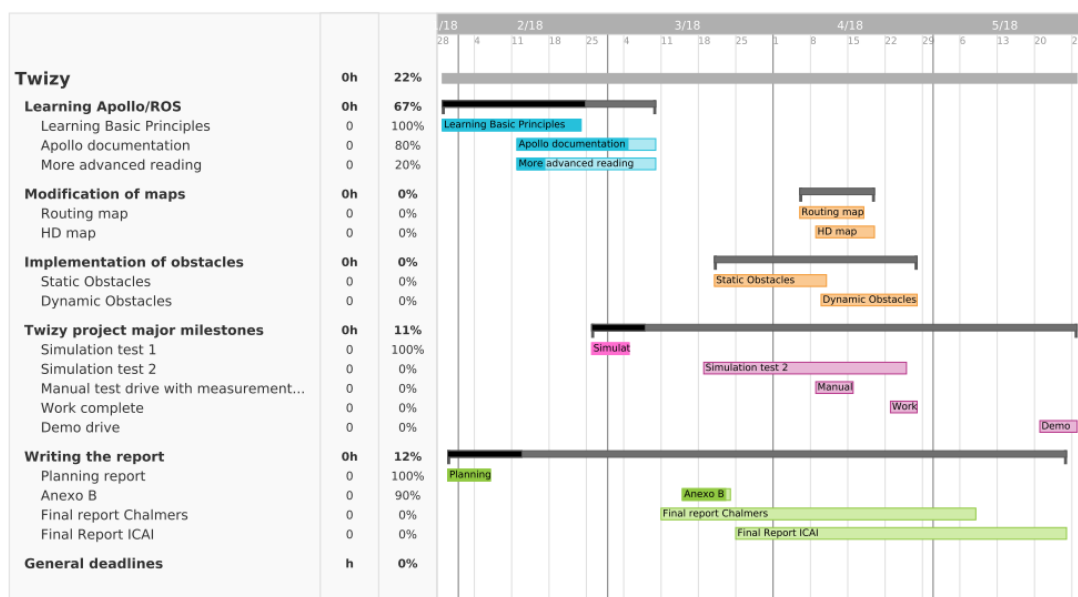 /18 2/18 3/18 4/18 5/18
28 4 11 18 25 4 11 18 25 1 8 15 22 29 6 13 20 2
Twizy 0h 22%
Learning Apollo/ROS 0h 67%
Learning Basic Principles 0 100% Learning Basic Principles
Apollo documentation 0 80% Apollo documentation
More advanced reading 0 20% More advanced reading
Modification of maps 0h 0%
Routing map 0 0% Routing map
HD map 0 0% HD map
Implementation of obstacles 0h 0%
Static Obstacles 0 0% Static Obstacles
Dynamic Obstacles 0 0% Dynamic Obstacles
Twizy project major milestones 0h 11%
Simulation test 1 0 100% Simulat
Simulation test 2 0 0% Simulation test 2
Manual test drive with measurement... 0 0% Manual
Work complete 0 0% Work
Demo drive 0 0% Demo
Writing the report 0h 12%
Planning report 0 100% Planning
Anexo B 0 90% Anexo B
Final report Chalmers 0 0% Final report Chalmers
Final Report ICAI 0 0% Final Report ICAI
General deadlines h 0%